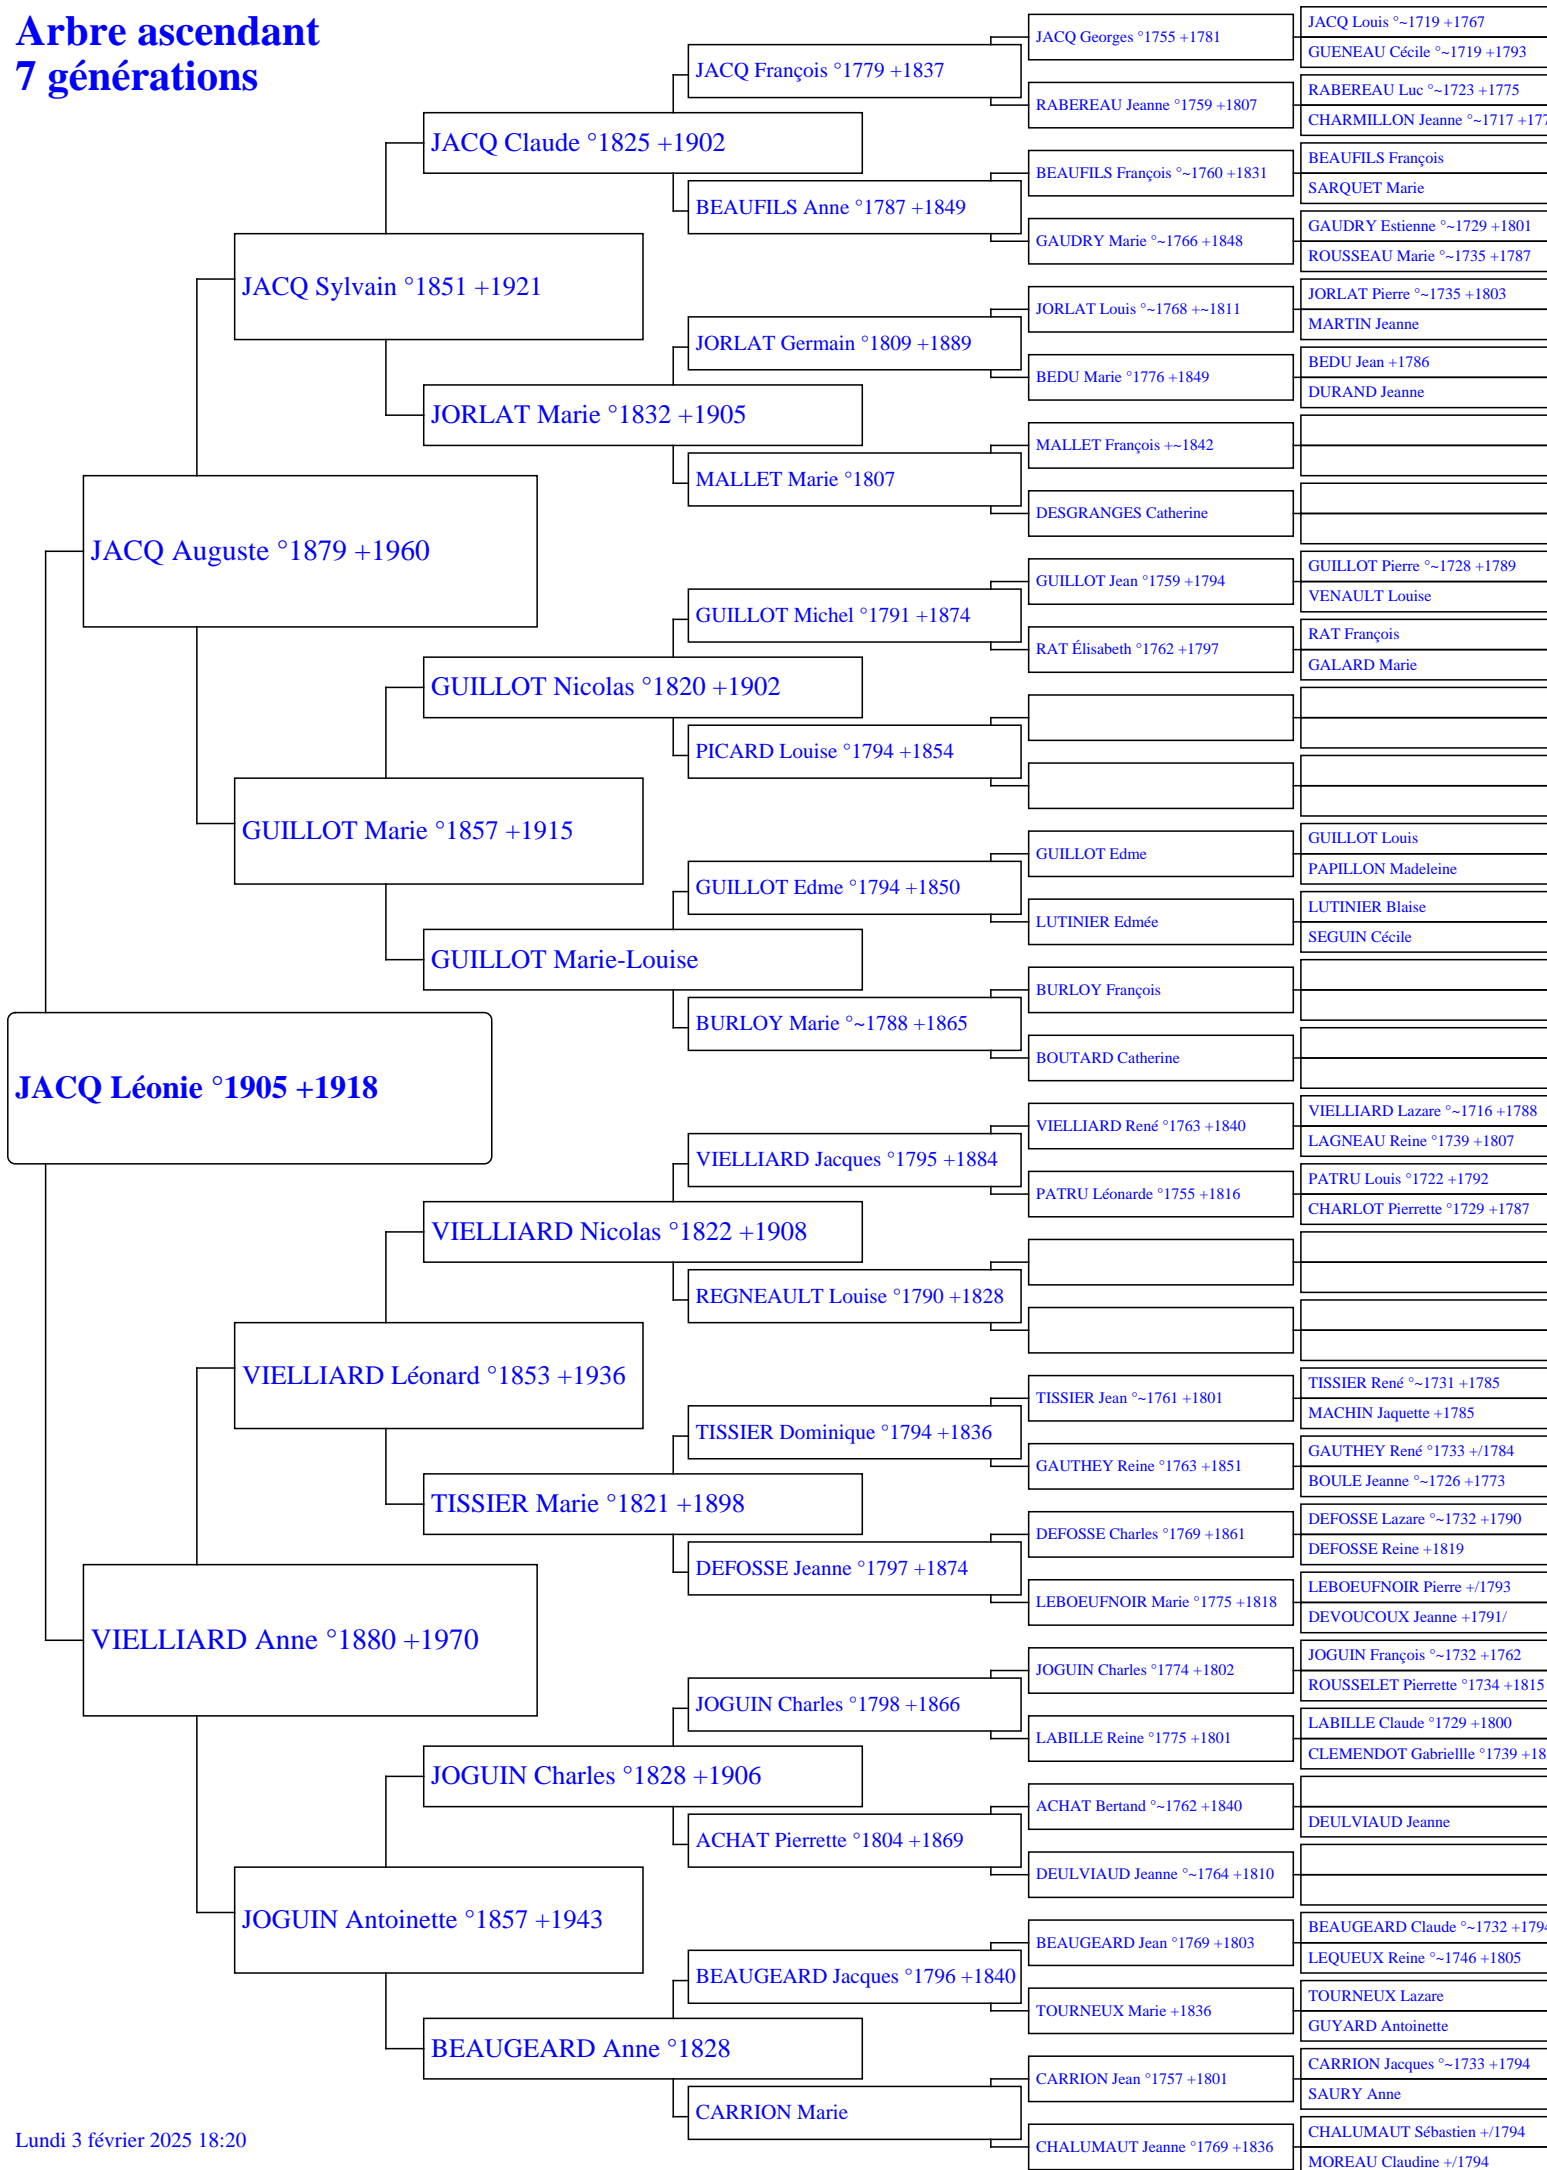 Arbre ascendant
7 générations
JACQ Léonie °1905 +1918
JACQ Auguste °1879 +1960
VIELLIARD Anne °1880 +1970
JACQ Sylvain °1851 +1921
GUILLOT Marie °1857 +1915
VIELLIARD Léonard °1853 +1936
JOGUIN Antoinette °1857 +1943
JACQ Claude °1825 +1902
JORLAT Marie °1832 +1905
GUILLOT Nicolas °1820 +1902
GUILLOT Marie-Louise
VIELLIARD Nicolas °1822 +1908
TISSIER Marie °1821 +1898
JOGUIN Charles °1828 +1906
BEAUGEARD Anne °1828
JACQ François °1779 +1837
BEAUFILS Anne °1787 +1849
JORLAT Germain °1809 +1889
MALLET Marie °1807
GUILLOT Michel °1791 +1874
PICARD Louise °1794 +1854
GUILLOT Edme °1794 +1850
BURLOY Marie °~1788 +1865
VIELLIARD Jacques °1795 +1884
REGNEAULT Louise °1790 +1828
TISSIER Dominique °1794 +1836
DEFOSSE Jeanne °1797 +1874
JOGUIN Charles °1798 +1866
ACHAT Pierrette °1804 +1869
BEAUGEARD Jacques °1796 +1840
CARRION Marie
JACQ Georges °1755 +1781
RABEREAU Jeanne °1759 +1807
BEAUFILS François °~1760 +1831
GAUDRY Marie °~1766 +1848
JORLAT Louis °~1768 +~1811
BEDU Marie °1776 +1849
MALLET François +~1842
DESGRANGES Catherine
GUILLOT Jean °1759 +1794
RAT Élisabeth °1762 +1797
GUILLOT Edme
LUTINIER Edmée
BURLOY François
BOUTARD Catherine
VIELLIARD René °1763 +1840
PATRU Léonarde °1755 +1816
TISSIER Jean °~1761 +1801
GAUTHEY Reine °1763 +1851
DEFOSSE Charles °1769 +1861
LEBOEUFNOIR Marie °1775 +1818
JOGUIN Charles °1774 +1802
LABILLE Reine °1775 +1801
ACHAT Bertand °~1762 +1840
DEULVIAUD Jeanne °~1764 +1810
BEAUGEARD Jean °1769 +1803
TOURNEUX Marie +1836
CARRION Jean °1757 +1801
CHALUMAUT Jeanne °1769 +1836
JACQ Louis °~1719 +1767
GUENEAU Cécile °~1719 +1793
RABEREAU Luc °~1723 +1775
CHARMILLON Jeanne °~1717 +177
BEAUFILS François
SARQUET Marie
GAUDRY Estienne °~1729 +1801
ROUSSEAU Marie °~1735 +1787
JORLAT Pierre °~1735 +1803
MARTIN Jeanne
BEDU Jean +1786
DURAND Jeanne
GUILLOT Pierre °~1728 +1789
VENAULT Louise
RAT François
GALARD Marie
GUILLOT Louis
PAPILLON Madeleine
LUTINIER Blaise
SEGUIN Cécile
VIELLIARD Lazare °~1716 +1788
LAGNEAU Reine °1739 +1807
PATRU Louis °1722 +1792
CHARLOT Pierrette °1729 +1787
TISSIER René °~1731 +1785
MACHIN Jaquette +1785
GAUTHEY René °1733 +/1784
BOULE Jeanne °~1726 +1773
DEFOSSE Lazare °~1732 +1790
DEFOSSE Reine +1819
LEBOEUFNOIR Pierre +/1793
DEVOUCOUX Jeanne +1791/
JOGUIN François °~1732 +1762
ROUSSELET Pierrette °1734 +1815
LABILLE Claude °1729 +1800
CLEMENDOT Gabriellle °1739 +18
DEULVIAUD Jeanne
BEAUGEARD Claude °~1732 +1794
LEQUEUX Reine °~1746 +1805
TOURNEUX Lazare
GUYARD Antoinette
CARRION Jacques °~1733 +1794
SAURY Anne
CHALUMAUT Sébastien +/1794
MOREAU Claudine +/1794
Lundi 3 février 2025 18:20